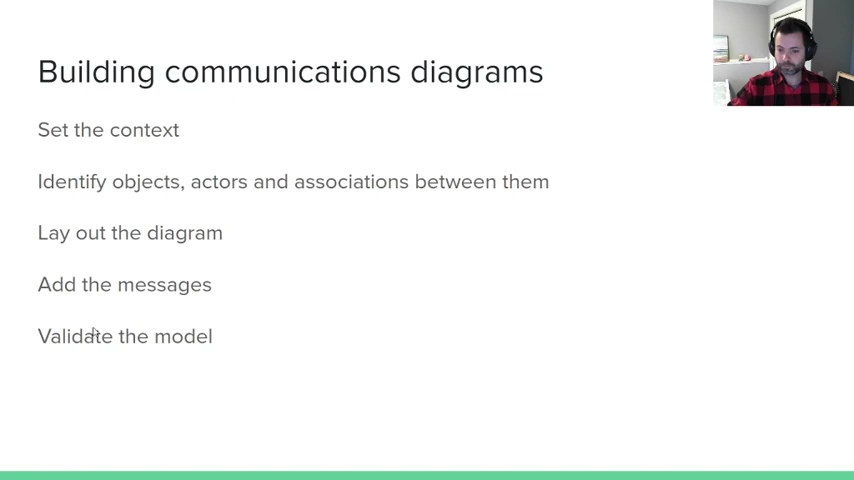 Building communications diagrams
Set the context
Identify objects, actors and associations between them
Lay out the diagram
Add the messages
Validate the model